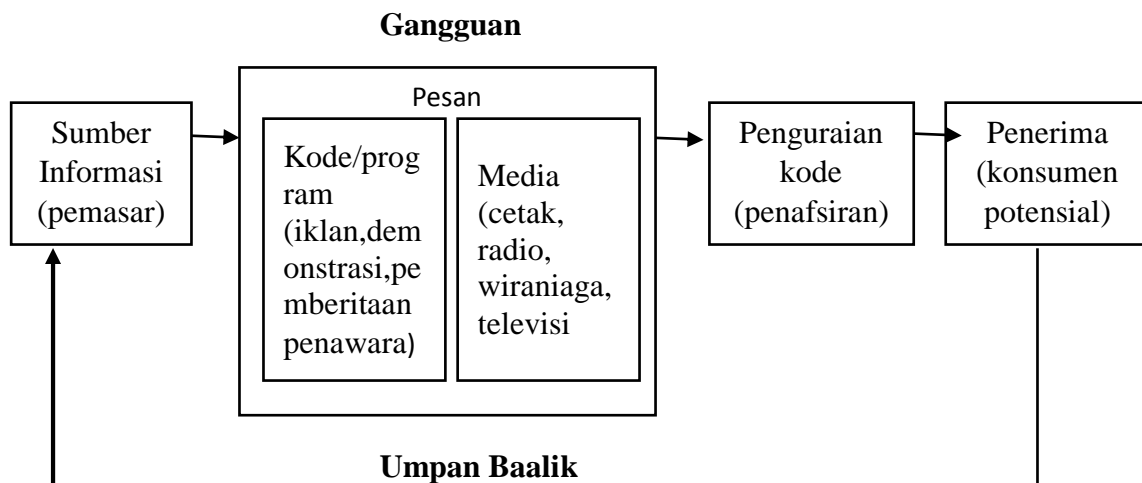 Gangguan
Sumber
Informasi
(pemasar)
Pesan
Kode/prog
ram
(iklan,dem
onstrasi,pe
mberitaan
penawara)
Media
(cetak,
radio,
wiraniaga,
televisi
Penguraian
kode
(penafsiran)
Penerima
(konsumen
potensial)
Umpan Baalik